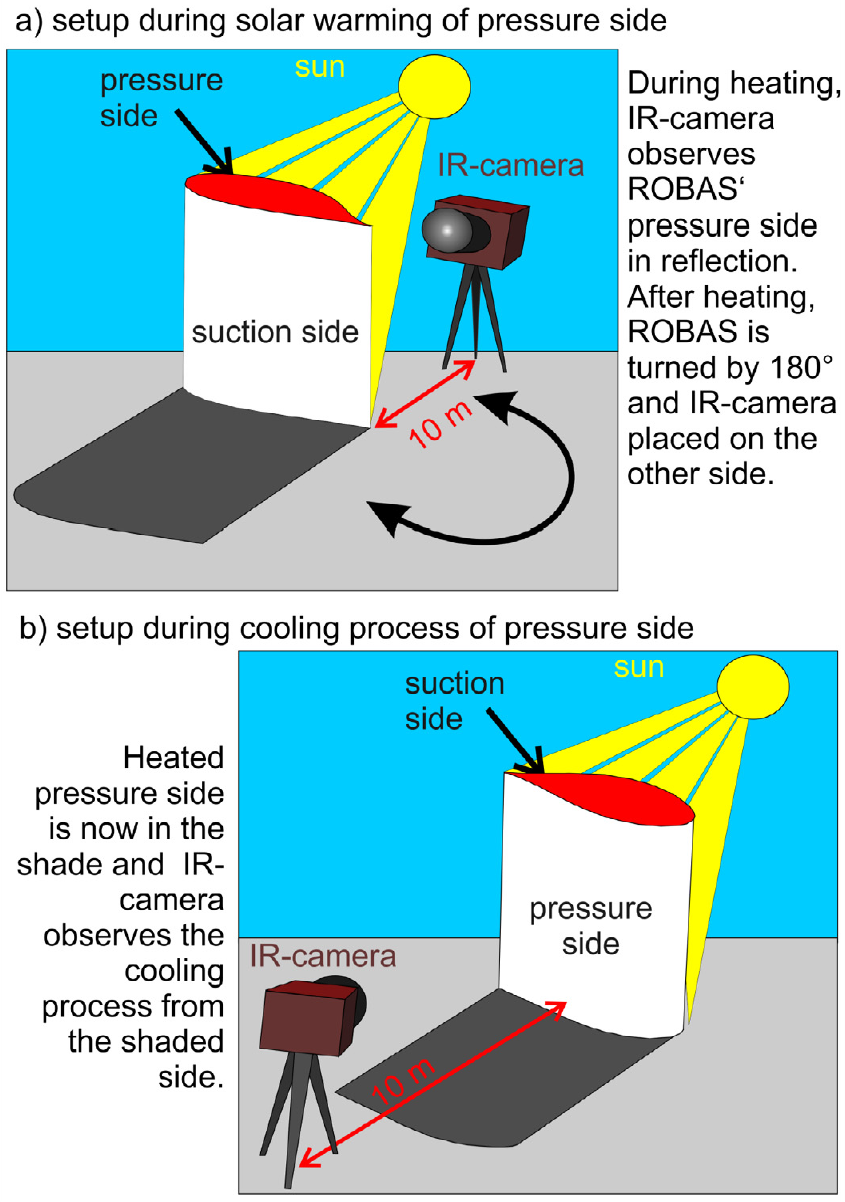 a) setup during solar warming of pressure side
sun
pressure
side
IR-camera
suction side
10 m
During heating,
IR-camera
observes
ROBAS‘
pressure side
in reflection.
After heating,
ROBAS is
turned by 180°
and IR-camera
placed on the
other side.
b) setup during cooling process of pressure side
Heated
pressure side
is now in the
shade and IR-
camera
observes the
cooling
process from
the shaded
side.
sun
suction
side
pressure
side
IR-camera
10 m